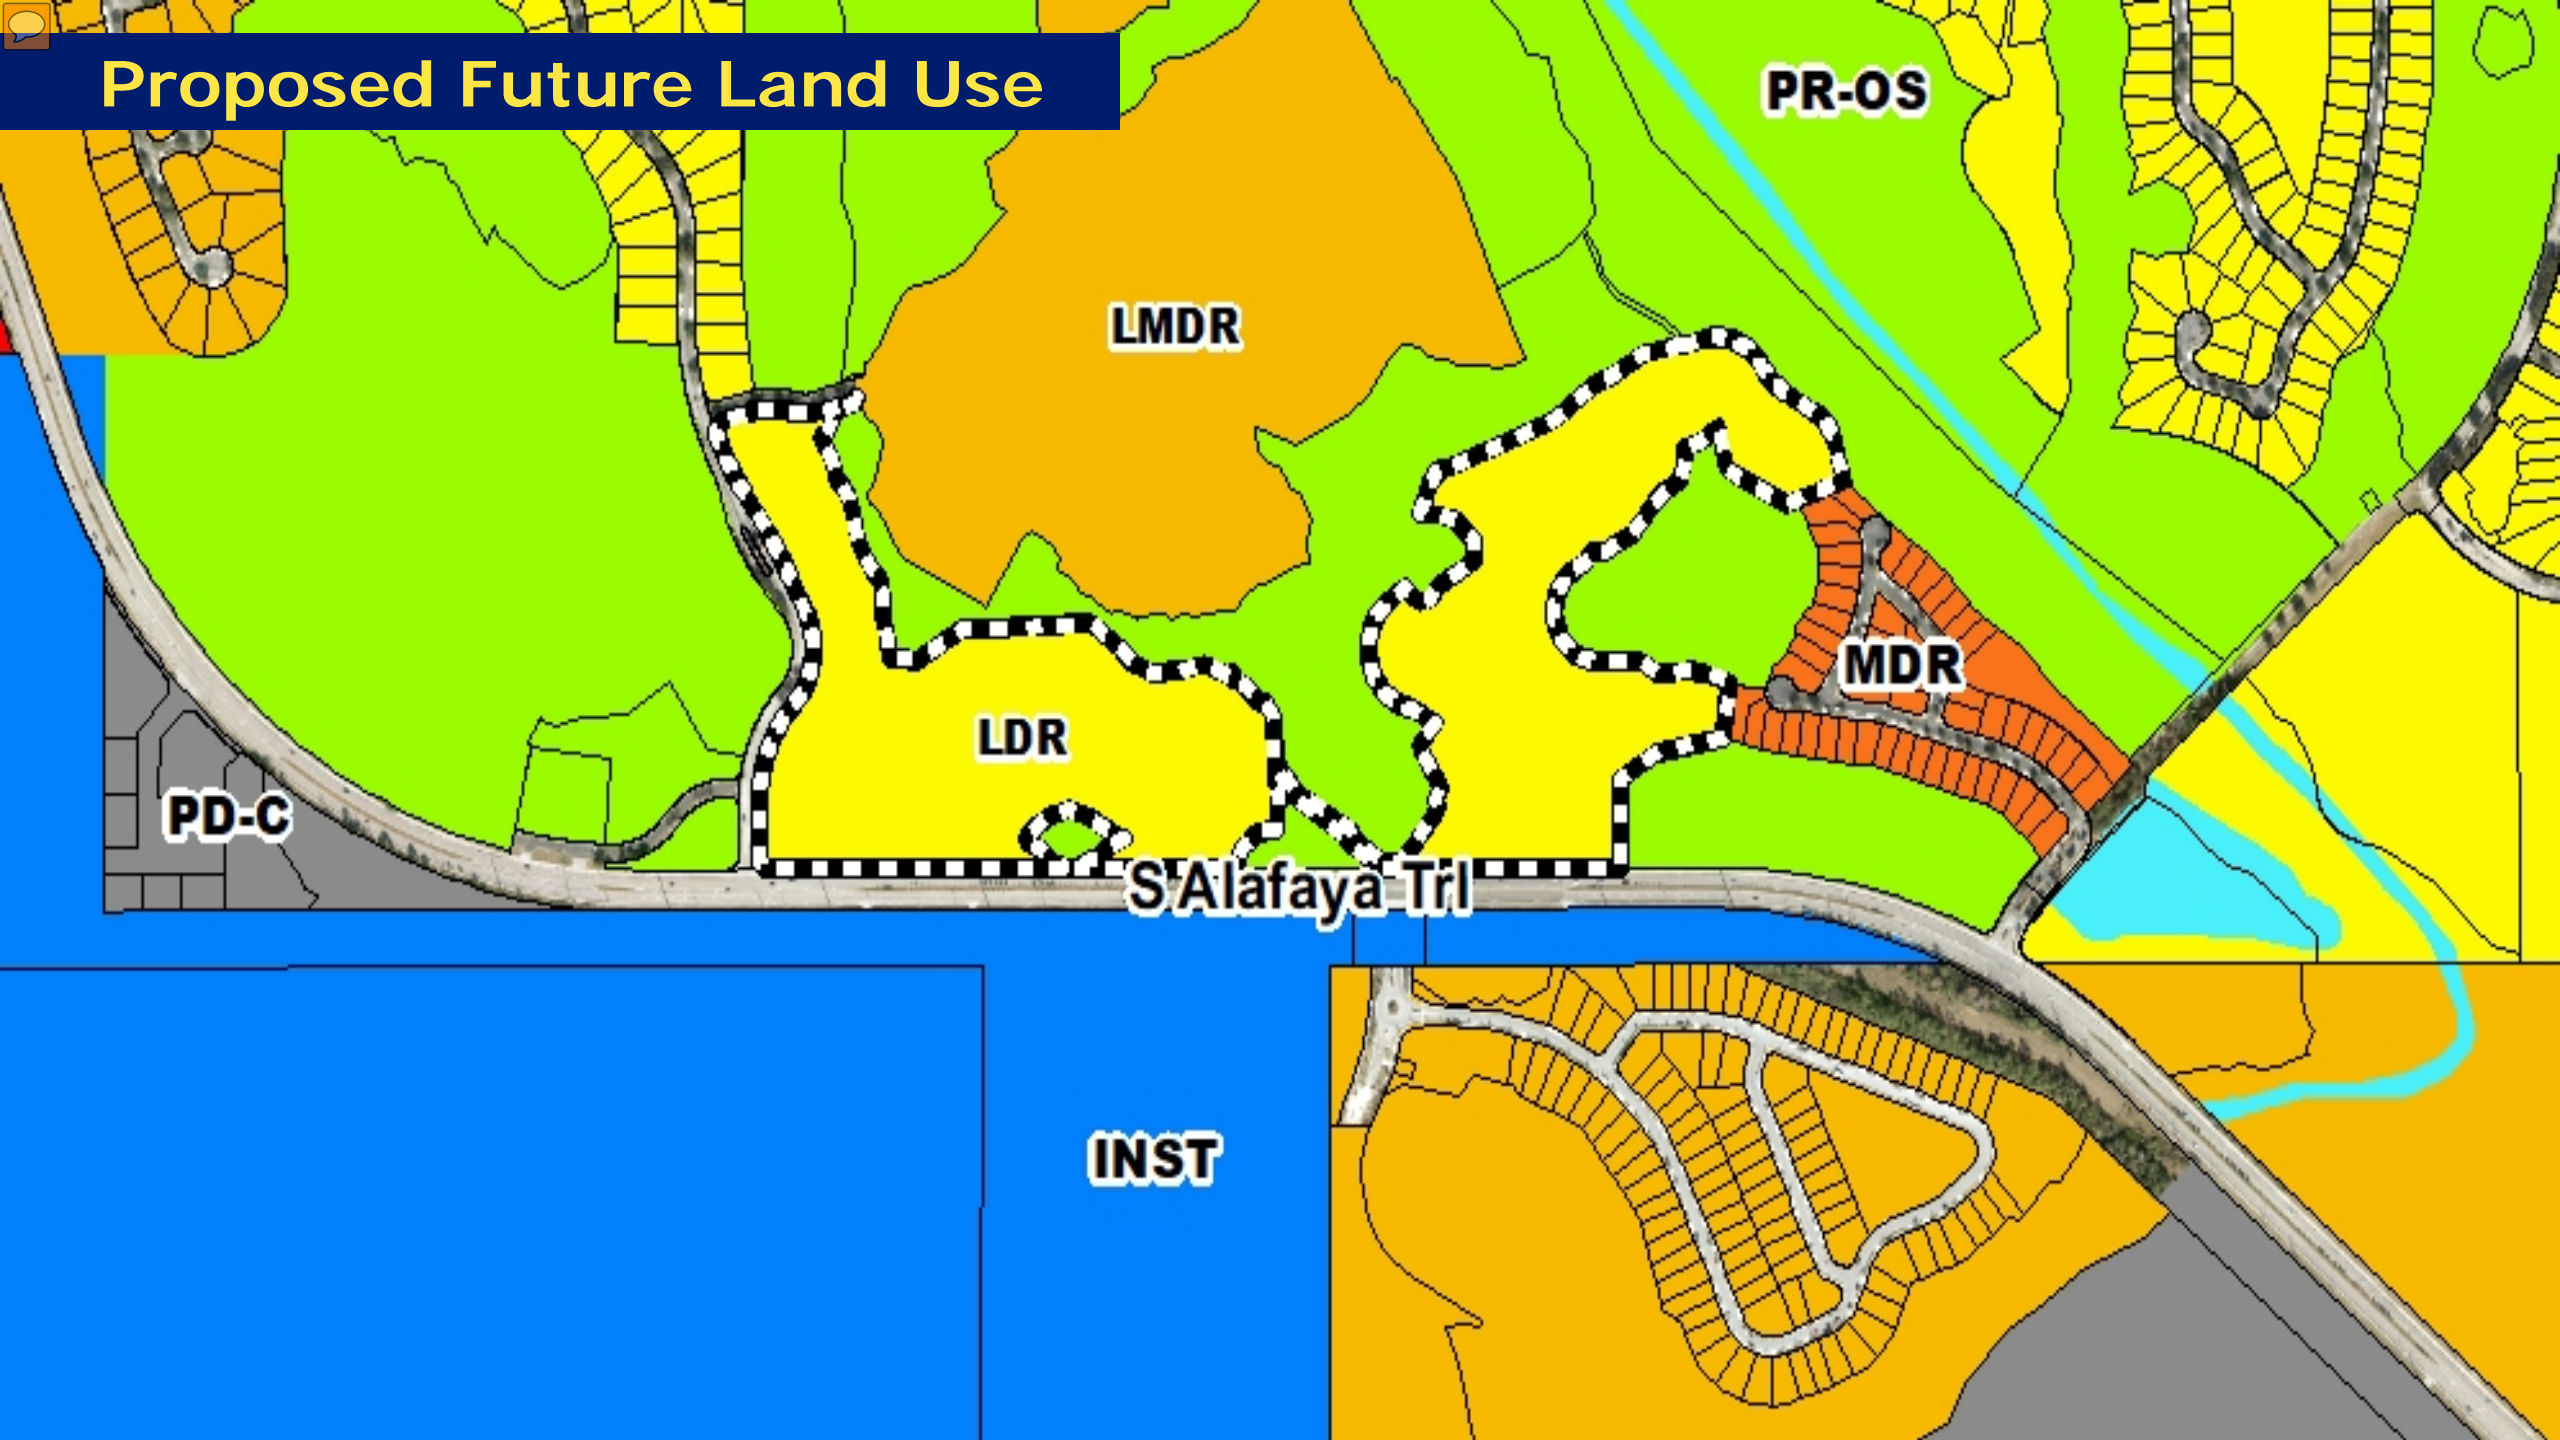 Proposed Future Land Use
PR-OS
LMDR
MDR
LDR
PD-C
S Alafaya Trl
INST